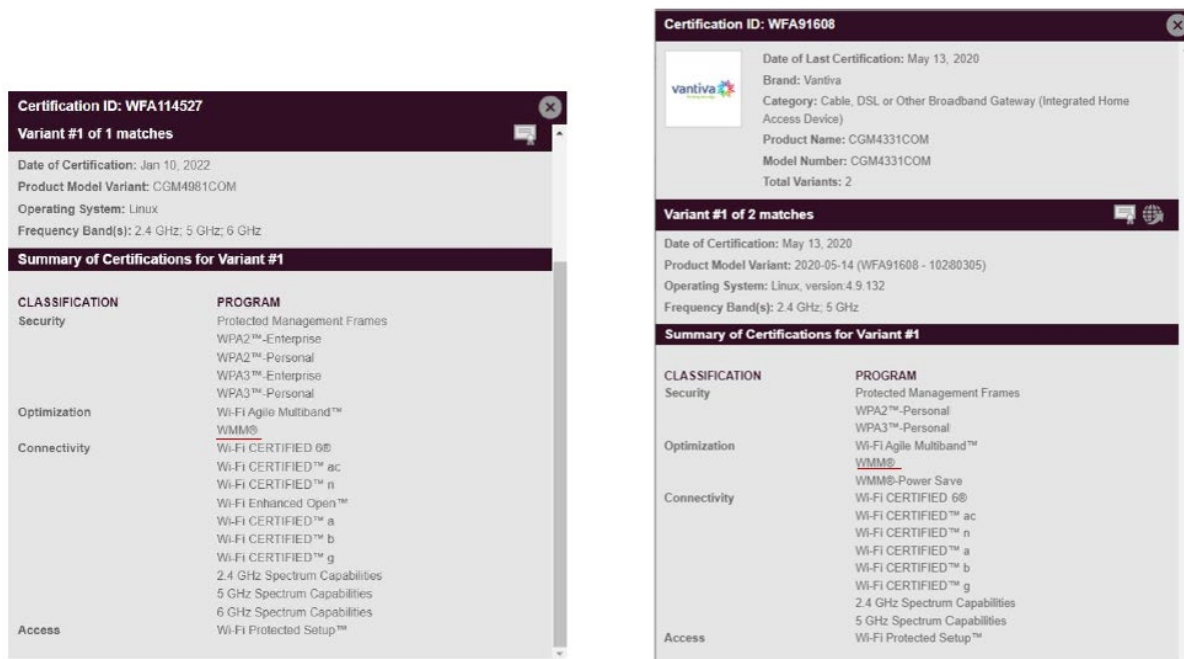 Certification ID: WFA114527
Variant #1 of 1 matches
Date of Certification: Jan 10, 2022
Product Model Variant: CGM4981COM
Operating System: Linux
Frequency Band(s): 2.4 GHz; 5 GHz; 6 GHz
Summary of Certifications for Variant #1
CLASSIFICATION PROGRAM
Security Protected Management Frames
WPA2™-Enterprise
WPA2™-Personal
WPA3™-Enterprise
WPA3™-Personal
Optimization Wi-Fi Agile Multiband™
WMM®
Connectivity Wi-Fi CERTIFIED 6®
Wi-Fi CERTIFIED™ ac
Wi-Fi CERTIFIED™ n
Wi-Fi Enhanced Open™
Wi-Fi CERTIFIED™ a
Wi-Fi CERTIFIED™ b
Wi-Fi CERTIFIED™ g
2.4 GHz Spectrum Capabilities
5 GHz Spectrum Capabilities
6 GHz Spectrum Capabilities
Access Wi-Fi Protected Setup™
Certification ID: WFA91608
vantiva
Date of Last Certification: May 13, 2020
Brand: Vantiva
Category: Cable, DSL or Other Broadband Gateway (Integrated Home
Access Device)
Product Name: CGM4331COM
Model Number: CGM4331COM
Total Variants: 2
Variant #1 of 2 matches
Date of Certification: May 13, 2020
Product Model Variant: 2020-05-14 (WFA91608 - 10280305)
Operating System: Linux, version:4.9.132
Frequency Band(s): 2.4 GHz; 5 GHz
Summary of Certifications for Variant #1
CLASSIFICATION PROGRAM
Security Protected Management Frames
WPA2™-Personal
WPA3™-Personal
Optimization Wi-Fi Agile Multiband™
WMM®
WMM®-Power Save
Connectivity Wi-Fi CERTIFIED 6®
Wi-Fi CERTIFIED™ ac
Wi-Fi CERTIFIED™ n
Wi-Fi CERTIFIED™ a
Wi-Fi CERTIFIED™ b
Wi-Fi CERTIFIED™ g
2.4 GHz Spectrum Capabilities
5 GHz Spectrum Capabilities
Access Wi-Fi Protected Setup™